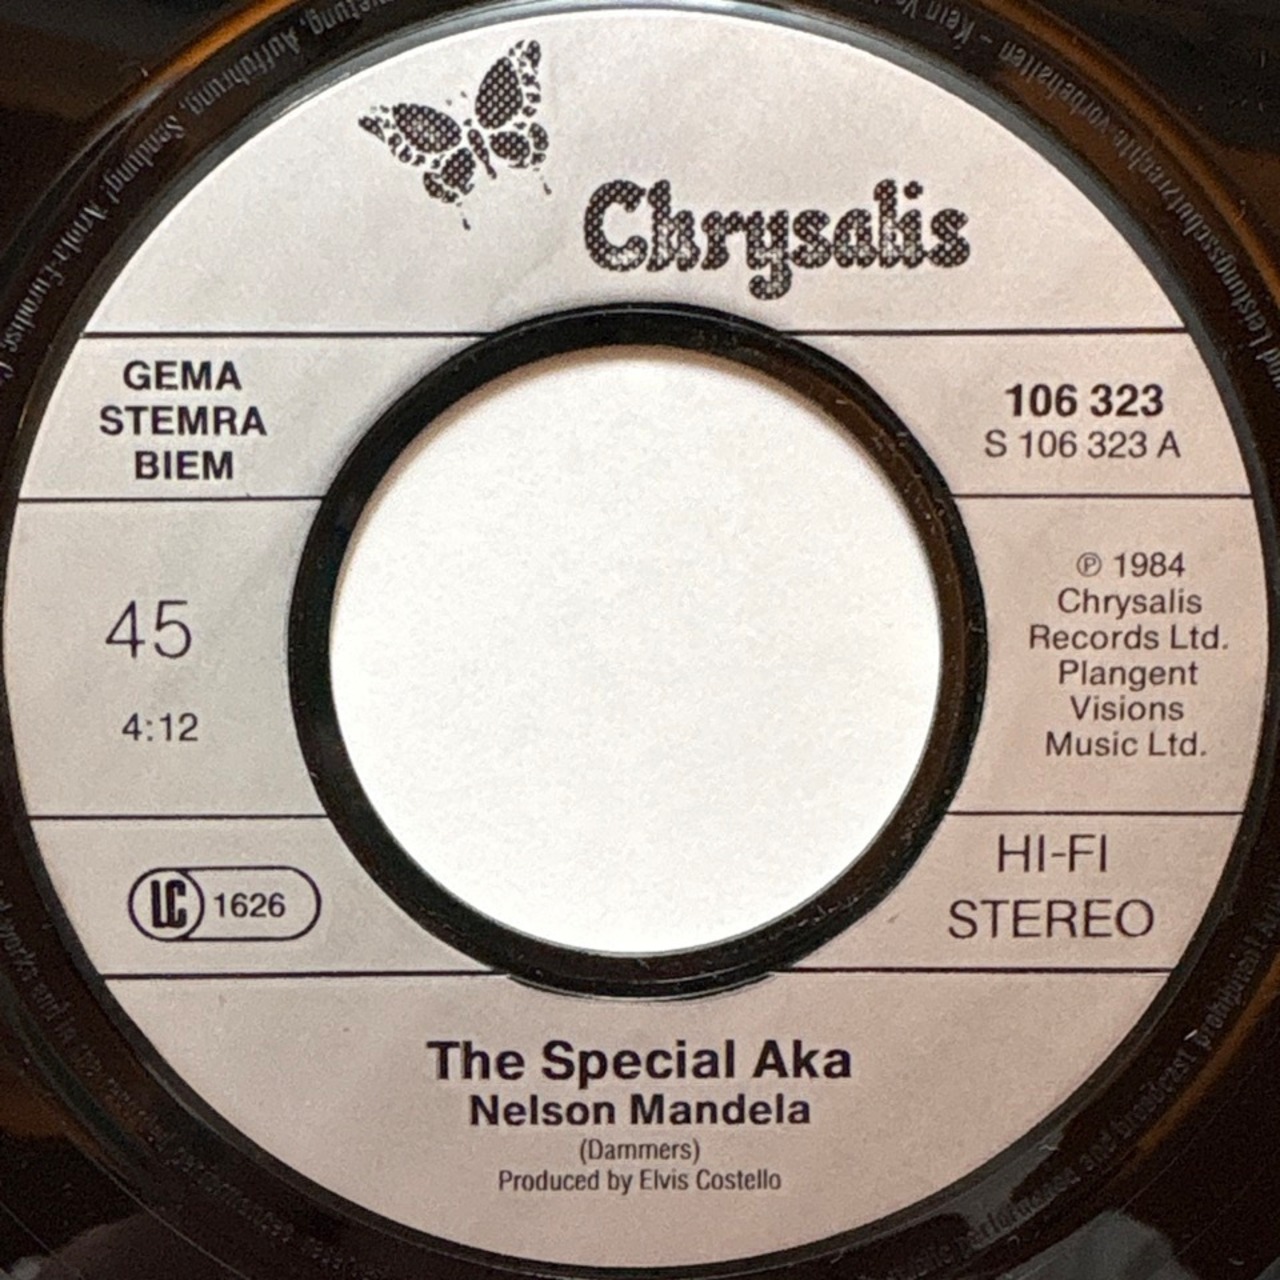 Chrysalis
GEMA
STEMRA
BIEM
106 323
S 106 323 A
45
4:12
℗ 1984
Chrysalis
Records Ltd.
Plangent
Visions
Music Ltd.
LC 1626
HI-FI
STEREO
The Special Aka
Nelson Mandela
(Dammers)
Produced by Elvis Costello